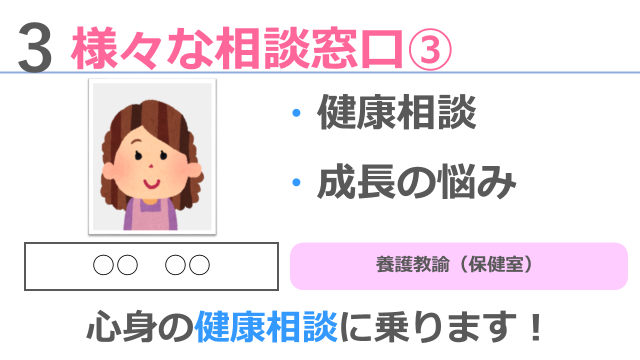 3 様々な相談窓口③
・健康相談
・成長の悩み
○○　○○
養護教諭（保健室）
心身の健康相談に乗ります！